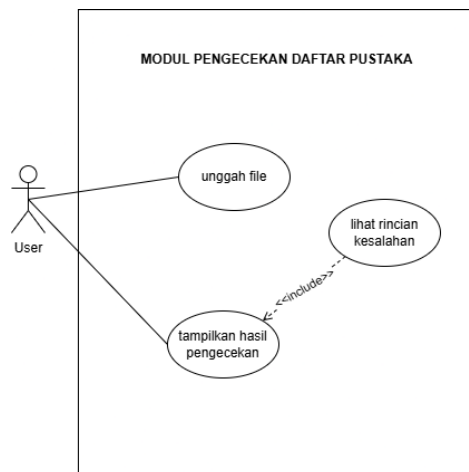 MODUL PENGECEKAN DAFTAR PUSTAKA
unggah file
User
lihat rincian
kesalahan
<<include>>
tampilkan hasil
pengecekan